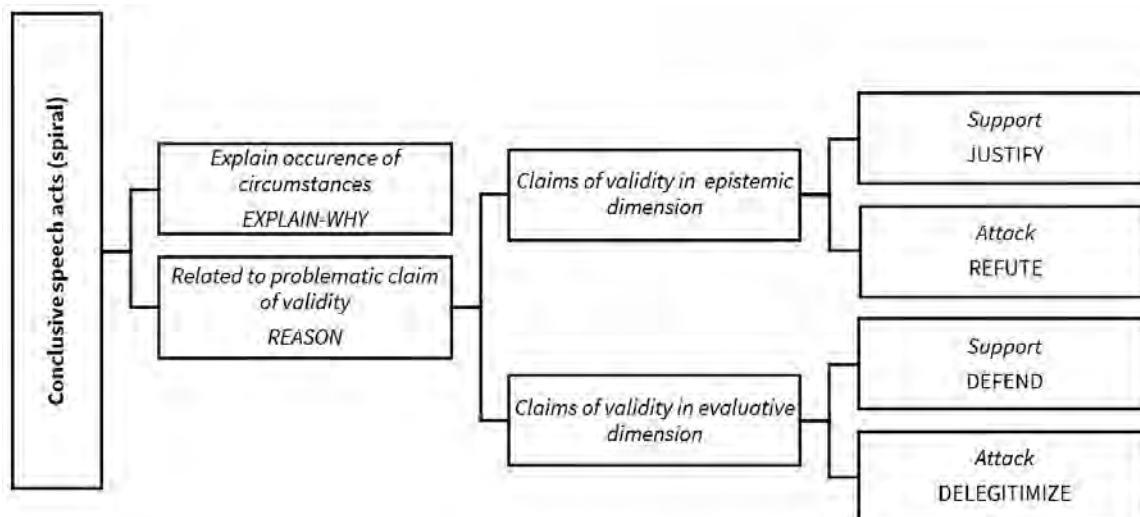 Conclusive speech acts (spiral)
Explain occurence of
circumstances
EXPLAIN-WHY
Related to problematic claim
of validity
REASON
Claims of validity in epistemic
dimension
Claims of validity in evaluative
dimension
Support
JUSTIFY
Attack
REFUTE
Support
DEFEND
Attack
DELEGITIMIZE